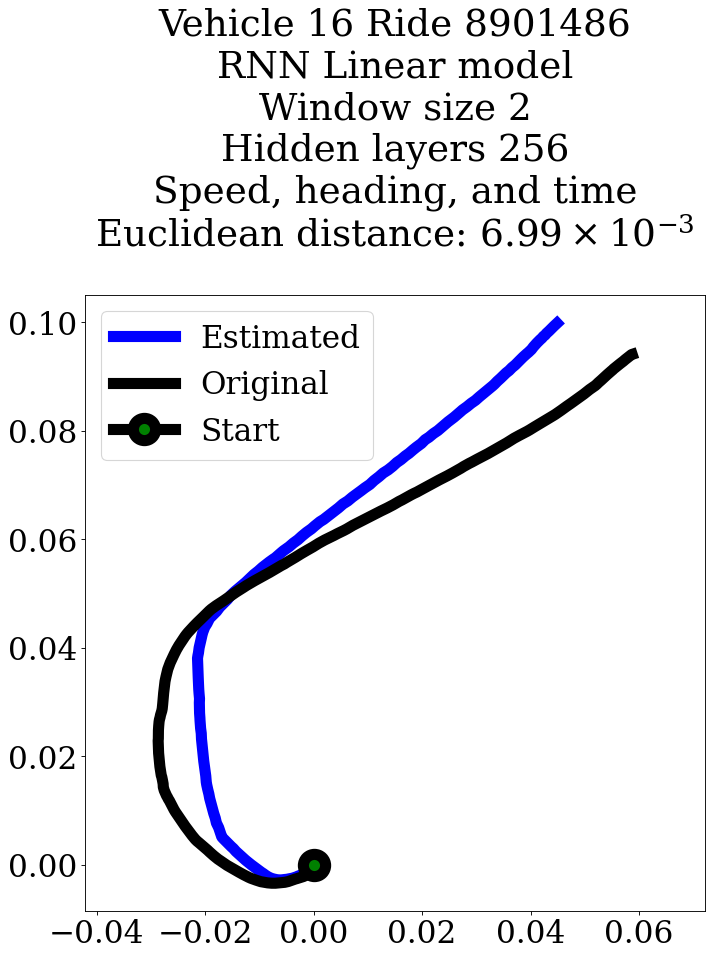 Vehicle 16 Ride 8901486
RNN Linear model
Window size 2
Hidden layers 256
Speed, heading, and time
Euclidean distance: 6.99 × 10⁻³
Estimated
Original
Start
0.10
0.08
0.06
0.04
0.02
0.00
−0.04 −0.02 0.00 0.02 0.04 0.06